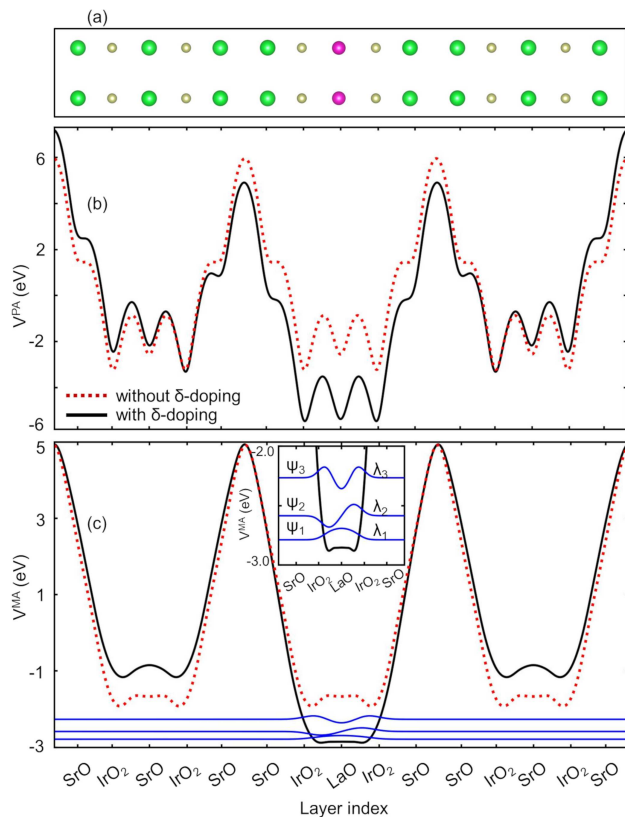 (a)
(b)
6
2
-2
-6
V^PA (eV)
without δ-doping
with δ-doping
(c)
5
3
1
-1
-3
V^MA (eV)
-2.0
-3.0
V^MA (eV)
Ψ3 λ3
Ψ2 λ2
Ψ1 λ1
SrO IrO2 LaO IrO2 SrO
SrO IrO2 SrO IrO2 SrO SrO IrO2 LaO IrO2 SrO SrO IrO2 SrO IrO2 SrO
Layer index